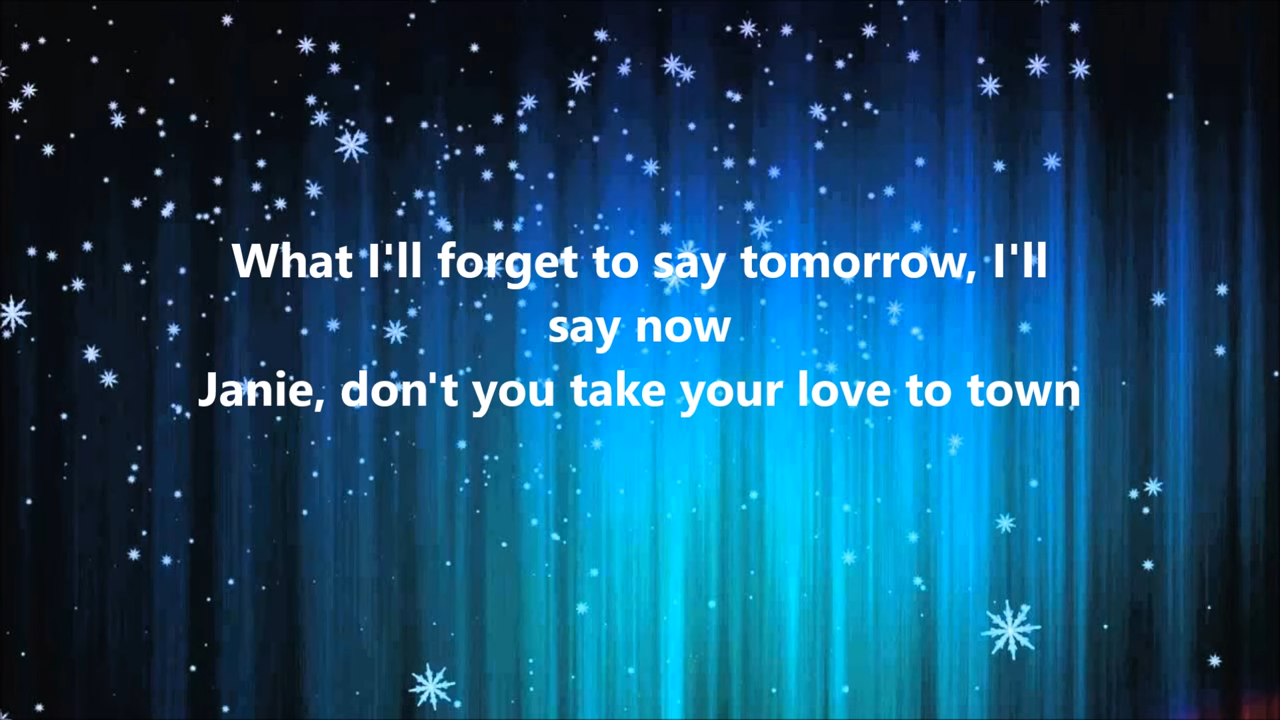 What I'll forget to say tomorrow, I'll
say now
Janie, don't you take your love to town